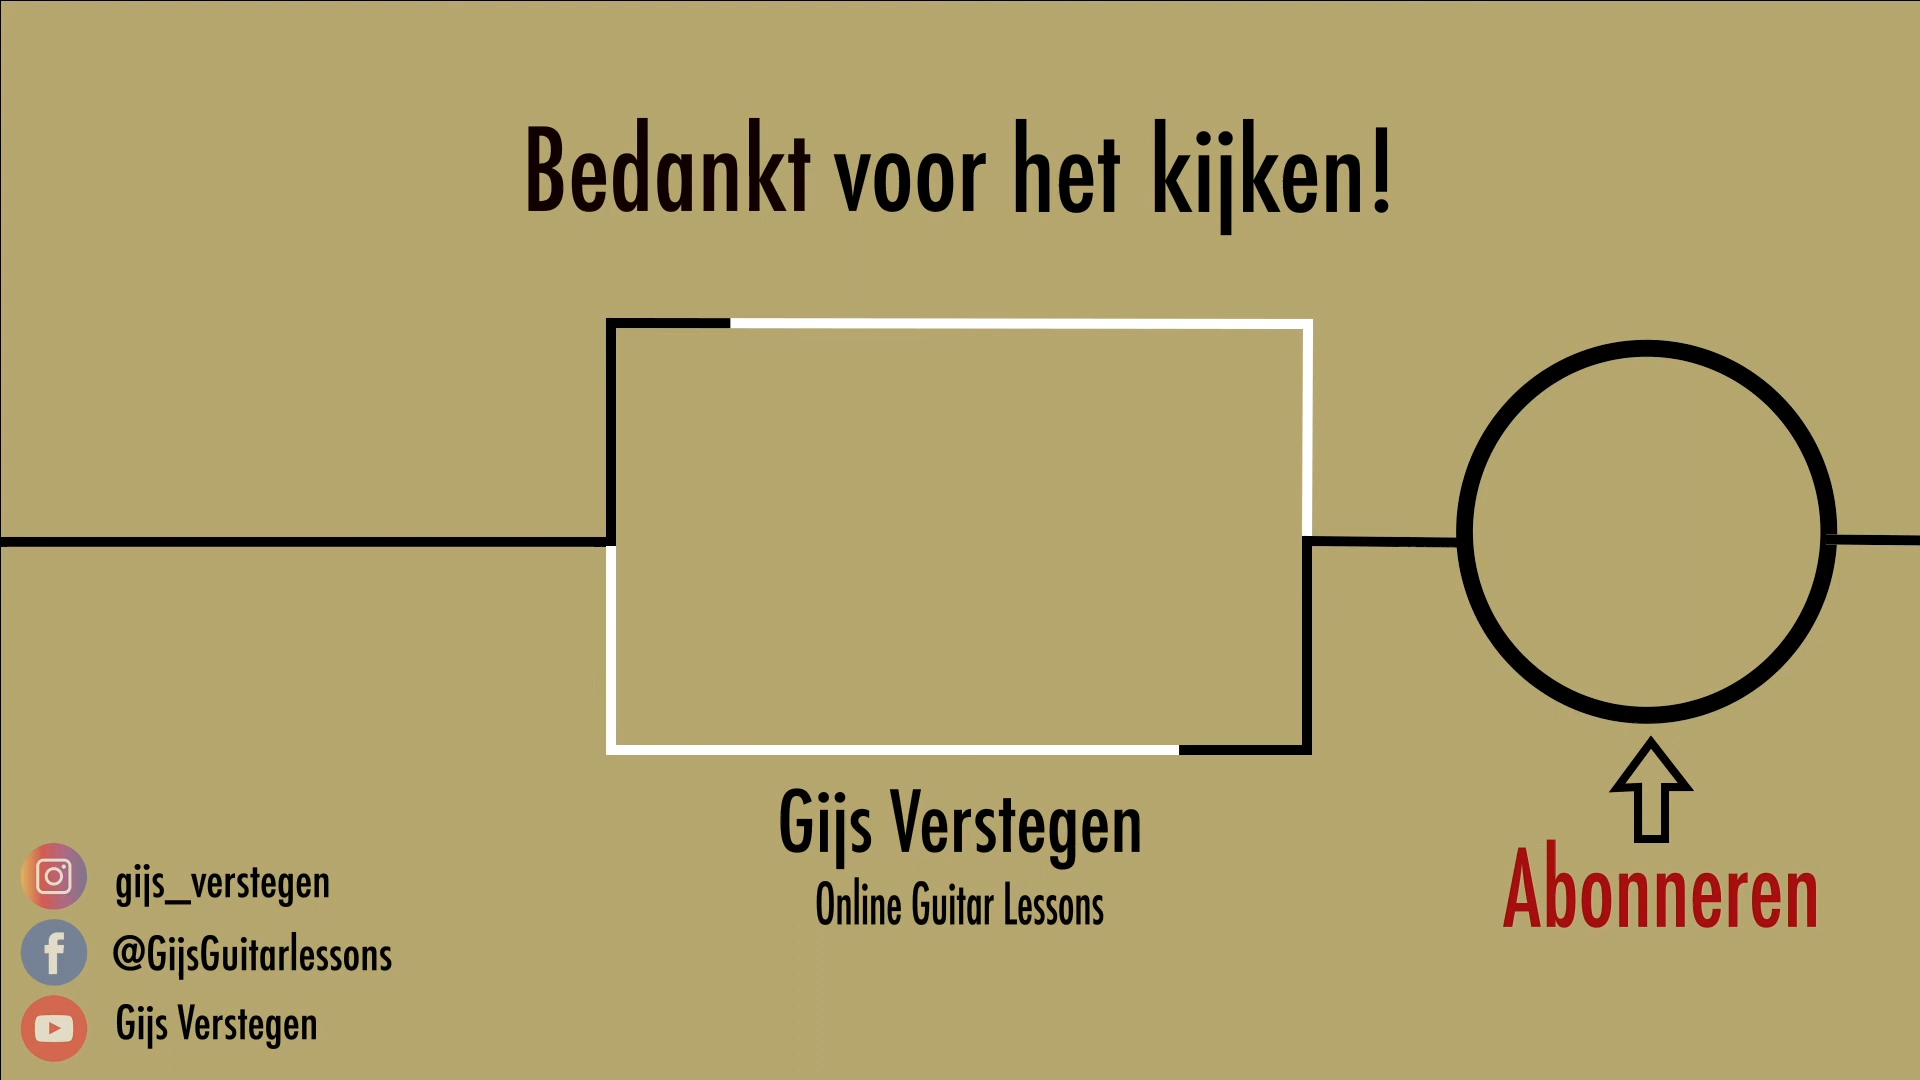 Bedankt voor het kijken!
Gijs Verstegen
Online Guitar Lessons
Abonneren
gijs_verstegen
@GijsGuitarlessons
Gijs Verstegen